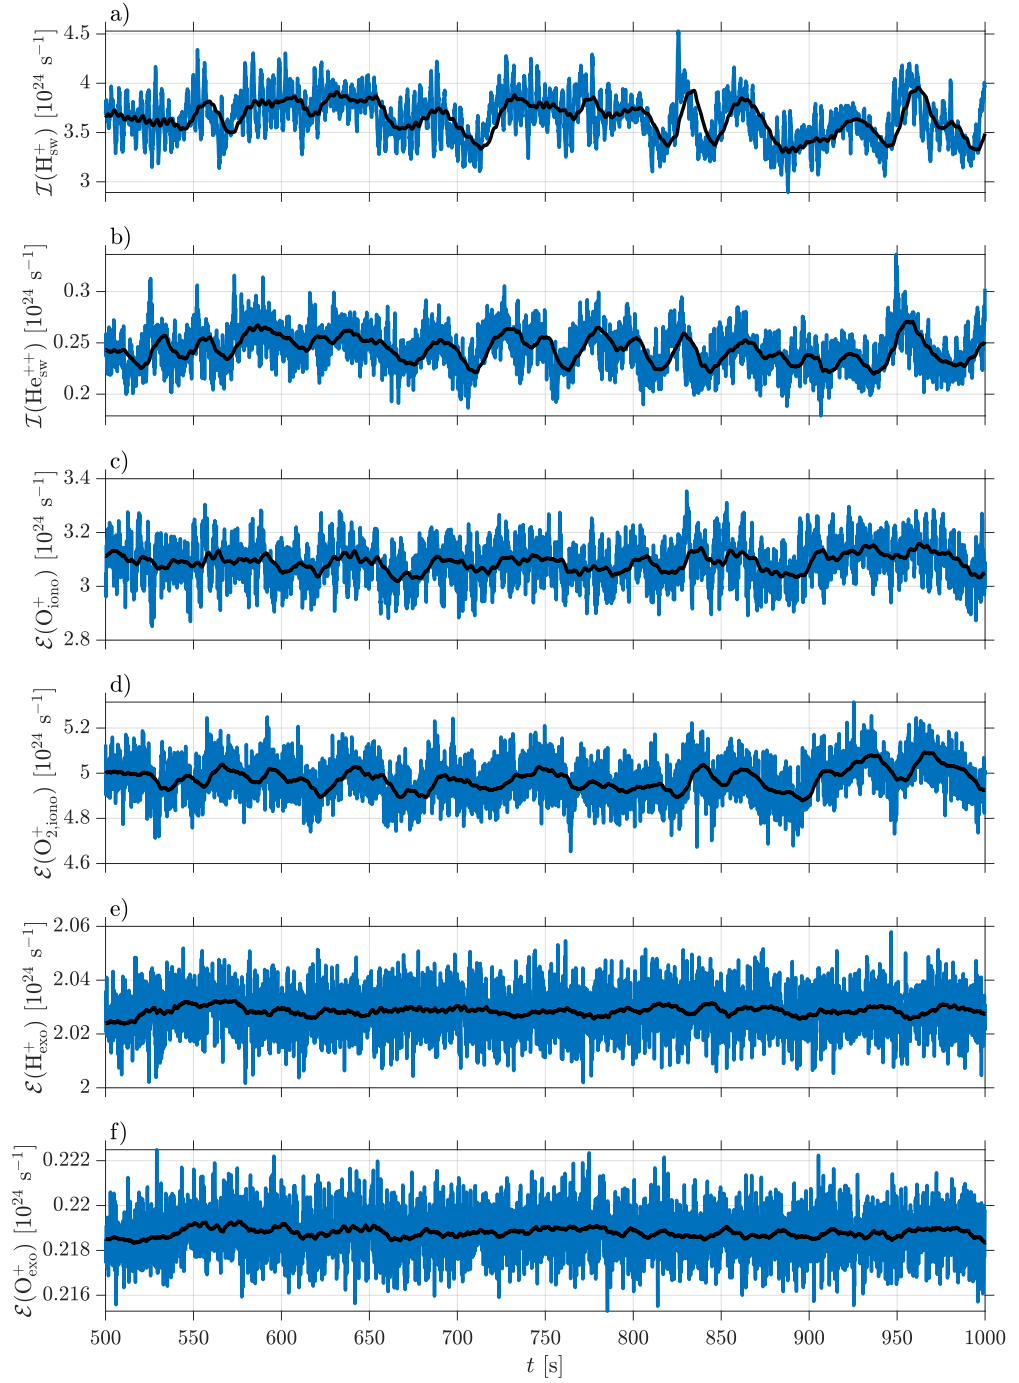 a)
4.5
4
3.5
3
𝓘(H⁺sw) [10²⁴ s⁻¹]
b)
0.3
0.25
0.2
𝓘(He⁺⁺sw) [10²⁴ s⁻¹]
c)
3.4
3.2
3
2.8
𝓔(O⁺iono) [10²⁴ s⁻¹]
d)
5.2
5
4.8
4.6
𝓔(O⁺2,iono) [10²⁴ s⁻¹]
e)
2.06
2.04
2.02
2
𝓔(H⁺exo) [10²⁴ s⁻¹]
f)
0.222
0.22
0.218
0.216
𝓔(O⁺exo) [10²⁴ s⁻¹]
500 550 600 650 700 750 800 850 900 950 1000
t [s]